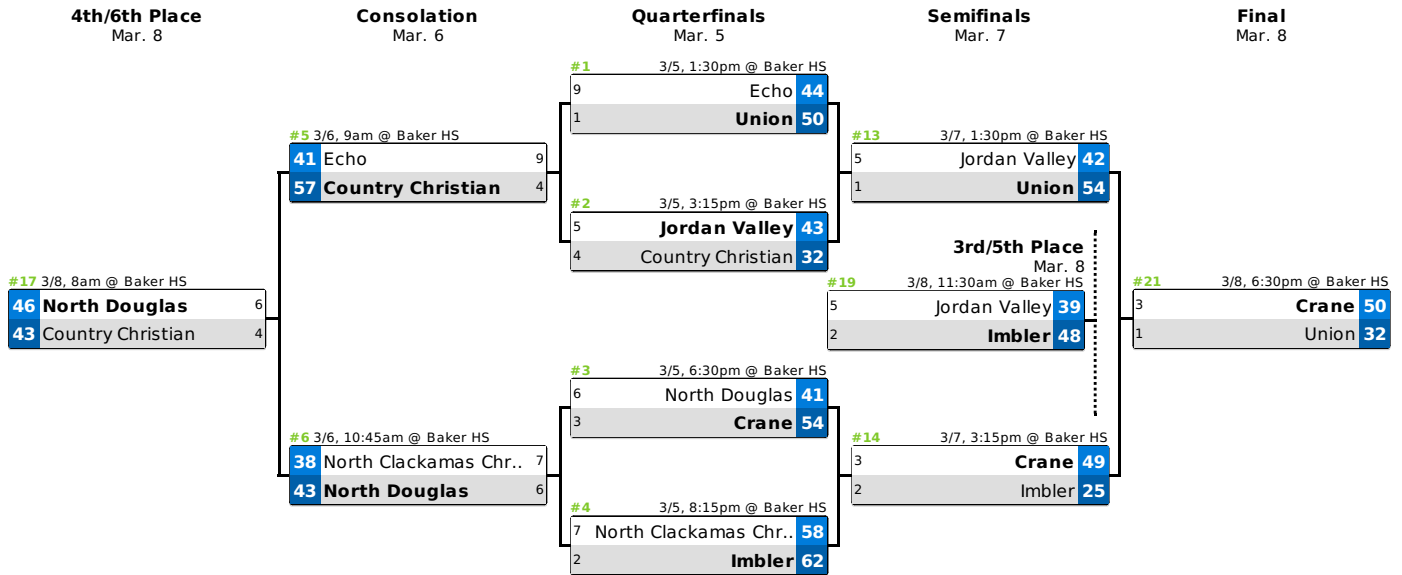 4th/6th Place
Mar. 8
Consolation
Mar. 6
Quarterfinals
Mar. 5
Semifinals
Mar. 7
Final
Mar. 8
#17 3/8, 8am @ Baker HS
46 North Douglas 6
43 Country Christian 4
#5 3/6, 9am @ Baker HS
41 Echo 9
57 Country Christian 4
#6 3/6, 10:45am @ Baker HS
38 North Clackamas Chr.. 7
43 North Douglas 6
#1 3/5, 1:30pm @ Baker HS
9 Echo 44
1 Union 50
#2 3/5, 3:15pm @ Baker HS
5 Jordan Valley 43
4 Country Christian 32
#3 3/5, 6:30pm @ Baker HS
6 North Douglas 41
3 Crane 54
#4 3/5, 8:15pm @ Baker HS
7 North Clackamas Chr.. 58
2 Imbler 62
#13 3/7, 1:30pm @ Baker HS
5 Jordan Valley 42
1 Union 54
3rd/5th Place
Mar. 8
#19 3/8, 11:30am @ Baker HS
5 Jordan Valley 39
2 Imbler 48
#14 3/7, 3:15pm @ Baker HS
3 Crane 49
2 Imbler 25
#21 3/8, 6:30pm @ Baker HS
3 Crane 50
1 Union 32